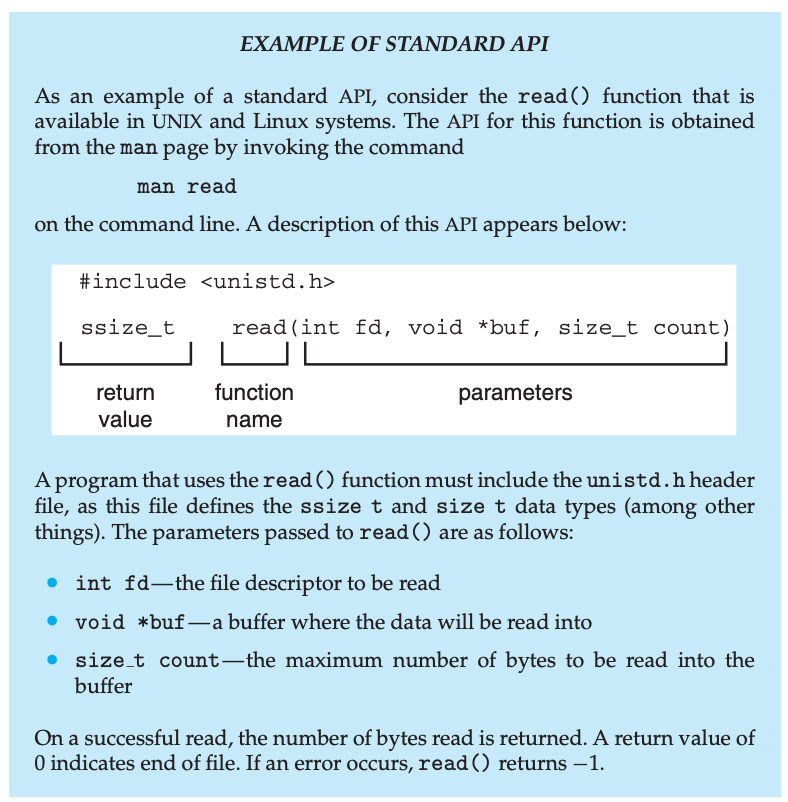 EXAMPLE OF STANDARD API
As an example of a standard API, consider the read() function that is
available in UNIX and Linux systems. The API for this function is obtained
from the man page by invoking the command
man read
on the command line. A description of this API appears below:
#include <unistd.h>
ssize_t read(int fd, void *buf, size_t count)
return function parameters
value name
A program that uses the read() function must include the unistd.h header
file, as this file defines the ssize t and size t data types (among other
things). The parameters passed to read() are as follows:
• int fd—the file descriptor to be read
• void *buf—a buffer where the data will be read into
• size_t count—the maximum number of bytes to be read into the
buffer
On a successful read, the number of bytes read is returned. A return value of
0 indicates end of file. If an error occurs, read() returns −1.